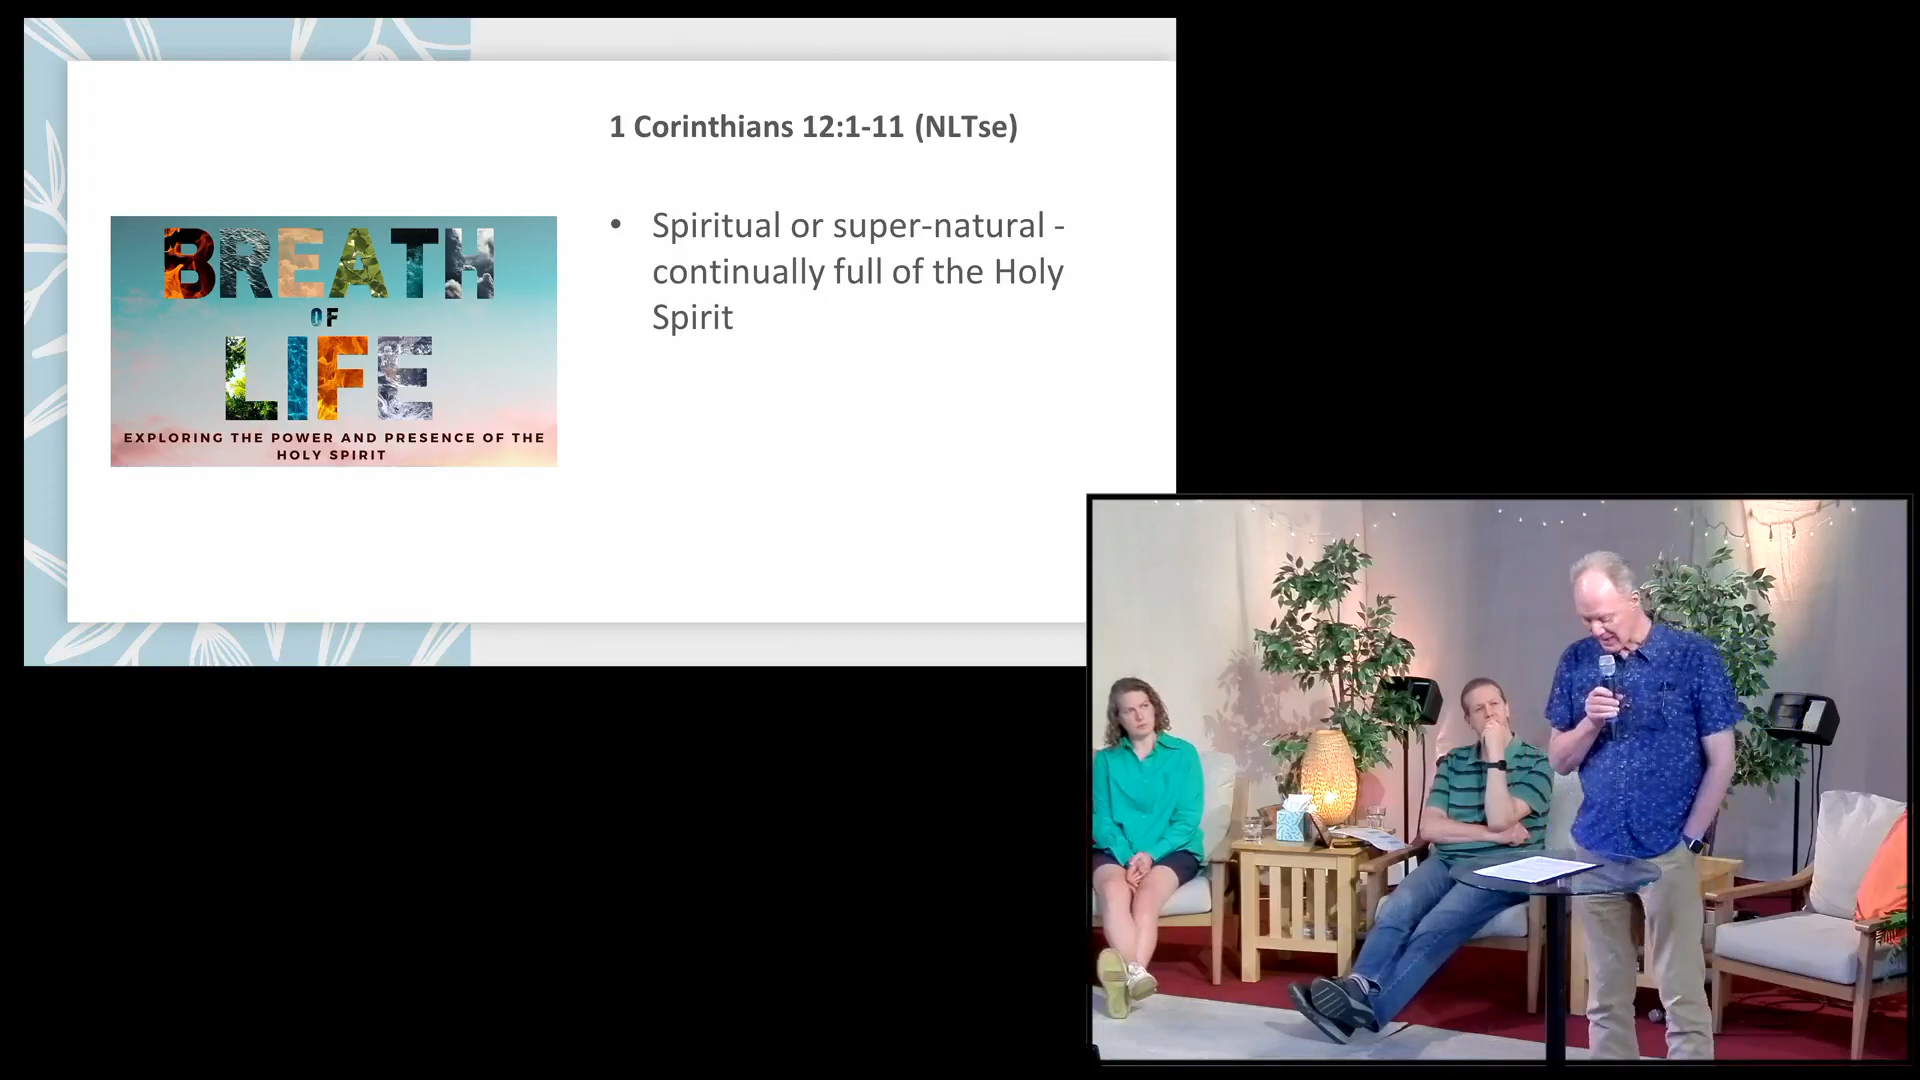 1 Corinthians 12:1-11 (NLTse)
• Spiritual or super-natural -
continually full of the Holy
Spirit
BREATH
OF
LIFE
EXPLORING THE POWER AND PRESENCE OF THE
HOLY SPIRIT